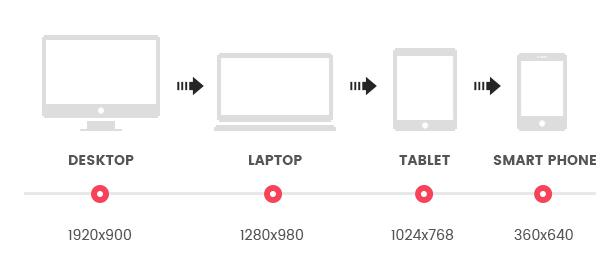 DESKTOP
LAPTOP
TABLET
SMART PHONE
1920x900
1280x980
1024x768
360x640